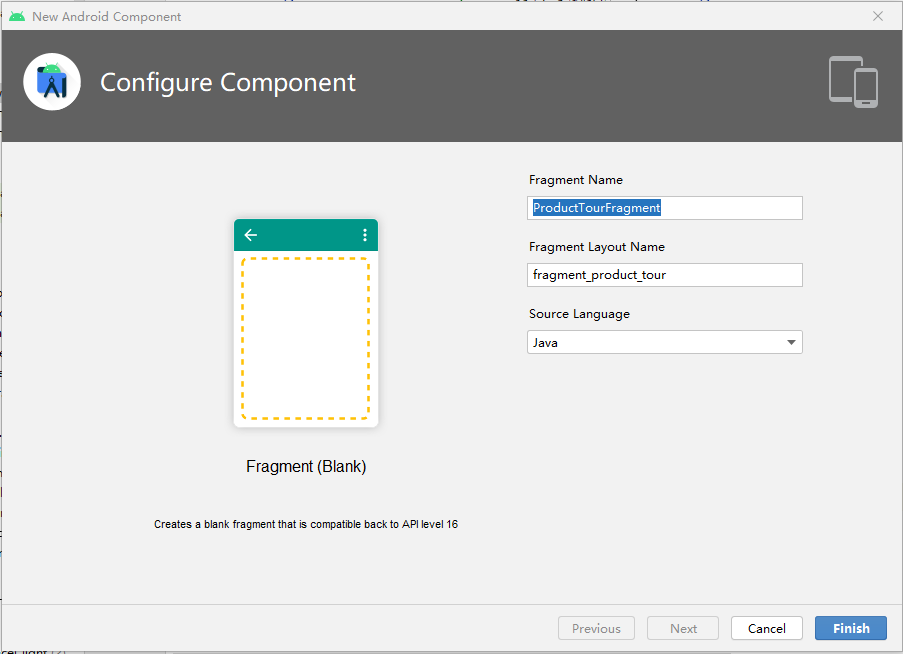 New Android Component
Configure Component
Fragment Name
ProductTourFragment
Fragment Layout Name
fragment_product_tour
Source Language
Java
Fragment (Blank)
Creates a blank fragment that is compatible back to API level 16
Previous
Next
Cancel
Finish